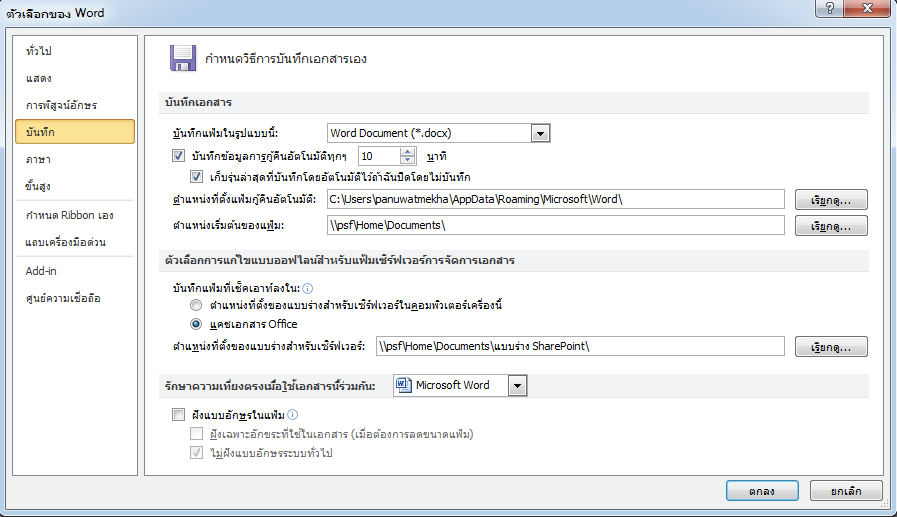 ตัวเลือกของ Word
ทั่วไป
แสดง
การพิสูจน์อักษร
บันทึก
ภาษา
ขั้นสูง
กำหนด Ribbon เอง
แถบเครื่องมือด่วน
Add-in
ศูนย์ความเชื่อถือ
กำหนดวิธีการบันทึกเอกสารเอง
บันทึกเอกสาร
บันทึกแฟ้มในรูปแบบนี้: Word Document (*.docx)
บันทึกข้อมูลการกู้คืนอัตโนมัติทุกๆ 10 นาที
เก็บรุ่นล่าสุดที่บันทึกโดยอัตโนมัติไว้ถ้าฉันปิดโดยไม่บันทึก
ตำแหน่งที่ตั้งแฟ้มกู้คืนอัตโนมัติ: C:\Users\panuwatmekha\AppData\Roaming\Microsoft\Word\ เรียกดู...
ตำแหน่งเริ่มต้นของแฟ้ม: \\psf\Home\Documents\ เรียกดู...
ตัวเลือกการแก้ไขแบบออฟไลน์สำหรับแฟ้มเซิร์ฟเวอร์การจัดการเอกสาร
บันทึกแฟ้มที่เช็คเอาท์ลงใน:
ตำแหน่งที่ตั้งของแบบร่างสำหรับเซิร์ฟเวอร์ในคอมพิวเตอร์เครื่องนี้
แคชเอกสาร Office
ตำแหน่งที่ตั้งของแบบร่างสำหรับเซิร์ฟเวอร์: \\psf\Home\Documents\แบบร่าง SharePoint\ เรียกดู...
รักษาความเที่ยงตรงเมื่อใช้เอกสารนี้ร่วมกัน: Microsoft Word
ฝังแบบอักษรในแฟ้ม
ฝังเฉพาะอักขระที่ใช้ในเอกสาร (เมื่อต้องการลดขนาดแฟ้ม)
ไม่ฝังแบบอักษรระบบทั่วไป
ตกลง ยกเลิก